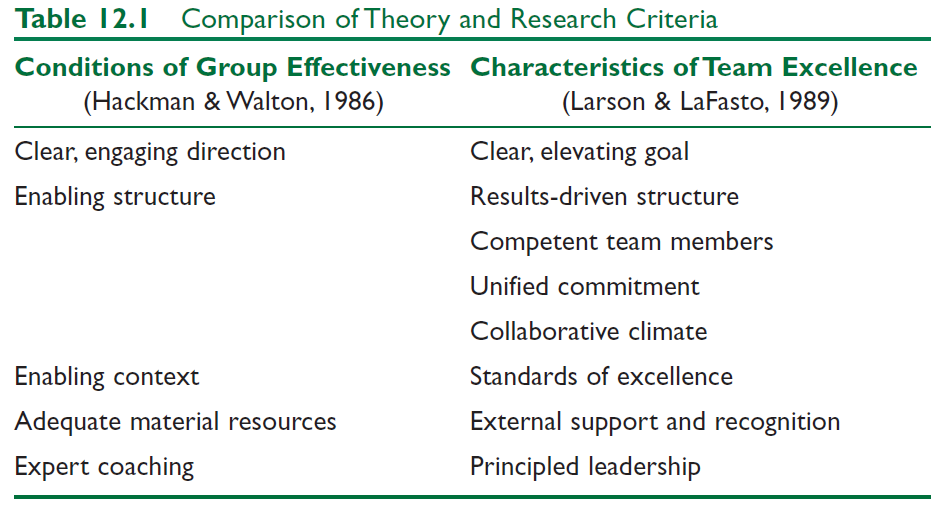 Table 12.1 Comparison of Theory and Research Criteria
Conditions of Group Effectiveness Characteristics of Team Excellence
(Hackman & Walton, 1986) (Larson & LaFasto, 1989)
Clear, engaging direction Clear, elevating goal
Enabling structure Results-driven structure
Competent team members
Unified commitment
Collaborative climate
Enabling context Standards of excellence
Adequate material resources External support and recognition
Expert coaching Principled leadership